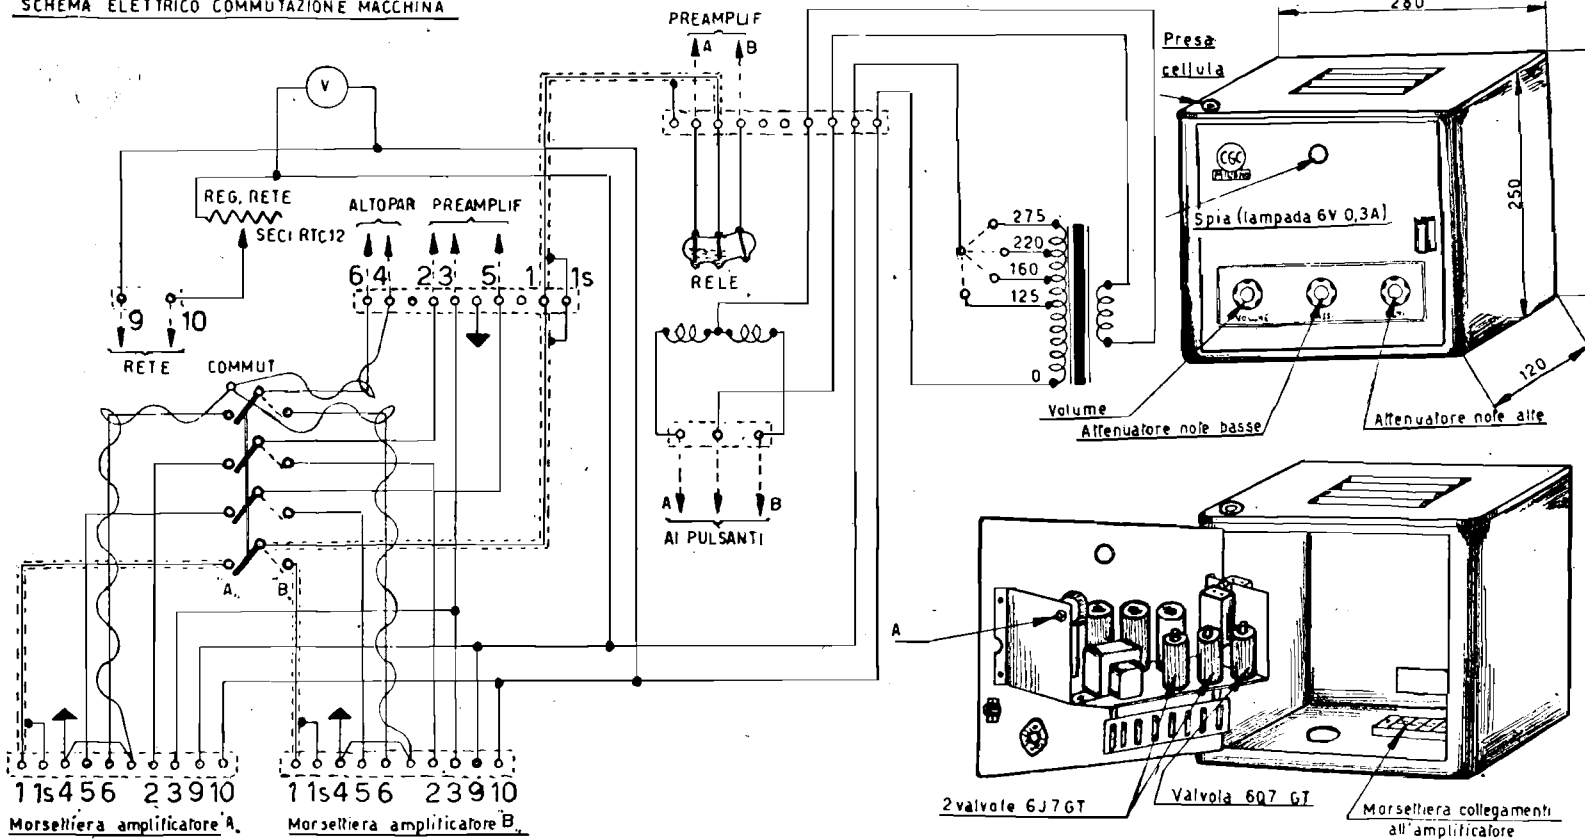 SCHEMA ELETTRICO COMMUTAZIONE MACCHINA
PREAMPLIF
A B
V
REG. RETE
SECI RTC12
ALTOPAR PREAMPLIF
6 4 2 3 5 1 1s
9 10
RETE
COMMUT
A B
RELE
275
220
160
125
0
A B
AI PULSANTI
1 1s 4 5 6 2 3 9 10
Morsettiera amplificatore A.
1 1s 4 5 6 2 3 9 10
Morsettiera amplificatore B.
280
Presa
cellula
CGC
MILANO
Spia (lampada 6V 0,3A)
250
120
VOLUME
Volume
Attenuatore note basse
Attenuatore note alte
A
2 valvole 6J7 GT
Valvola 6Q7 GT
Morsettiera collegamenti
all'amplificatore